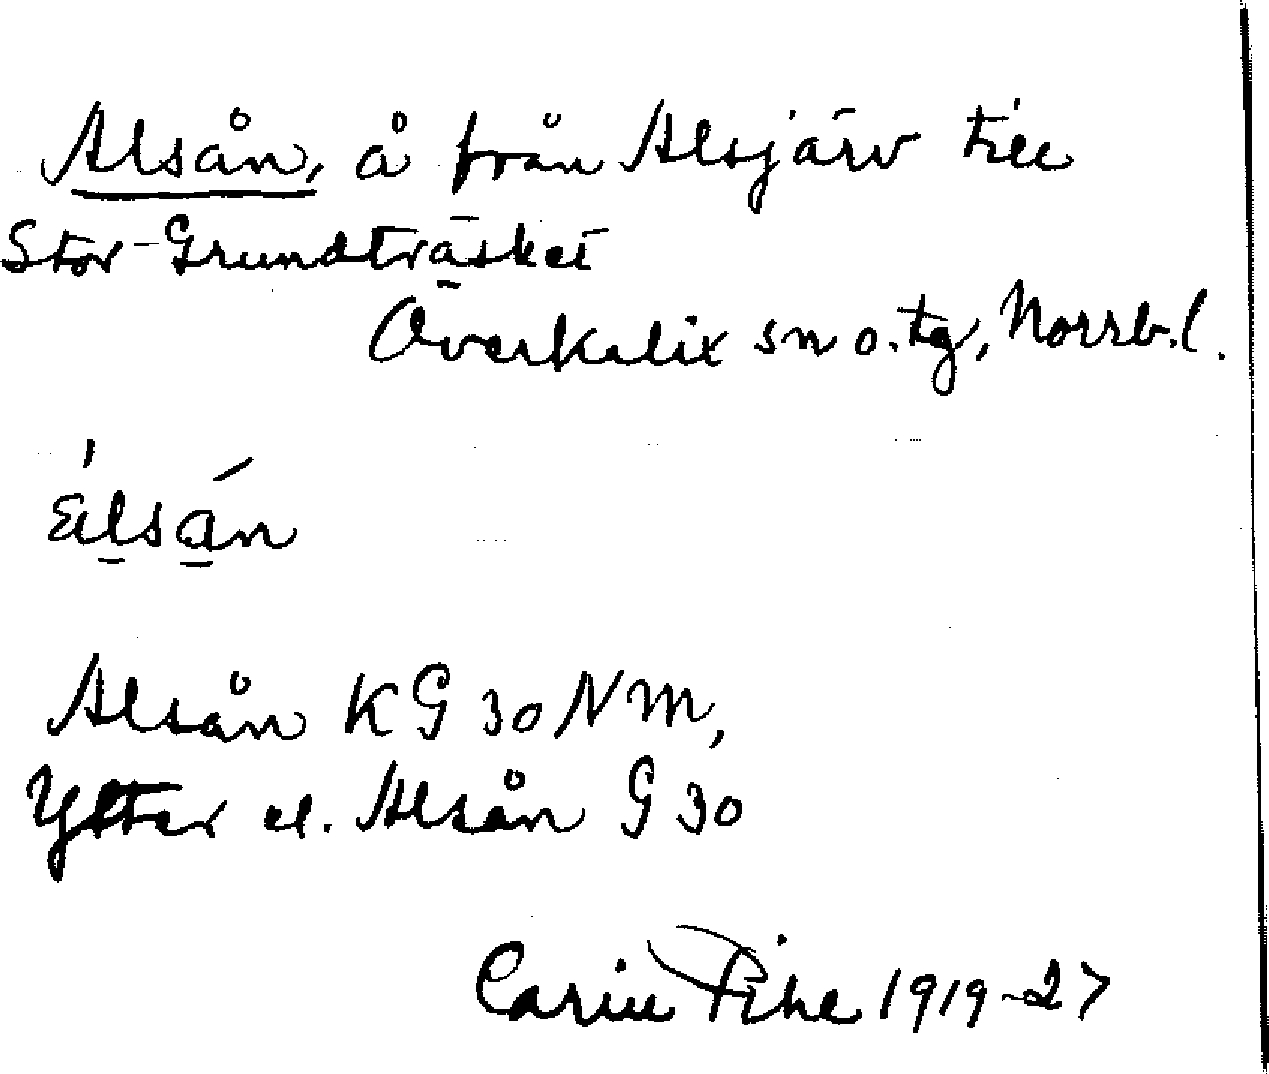 Alsån, å från Alsjärv till
Stor-Grundträsket
Överkalix sn o. tg, Norrb. l.
Alsån KG 30 NM,
Ytter el. Alsån G 30
Carin Pihl 1919-27